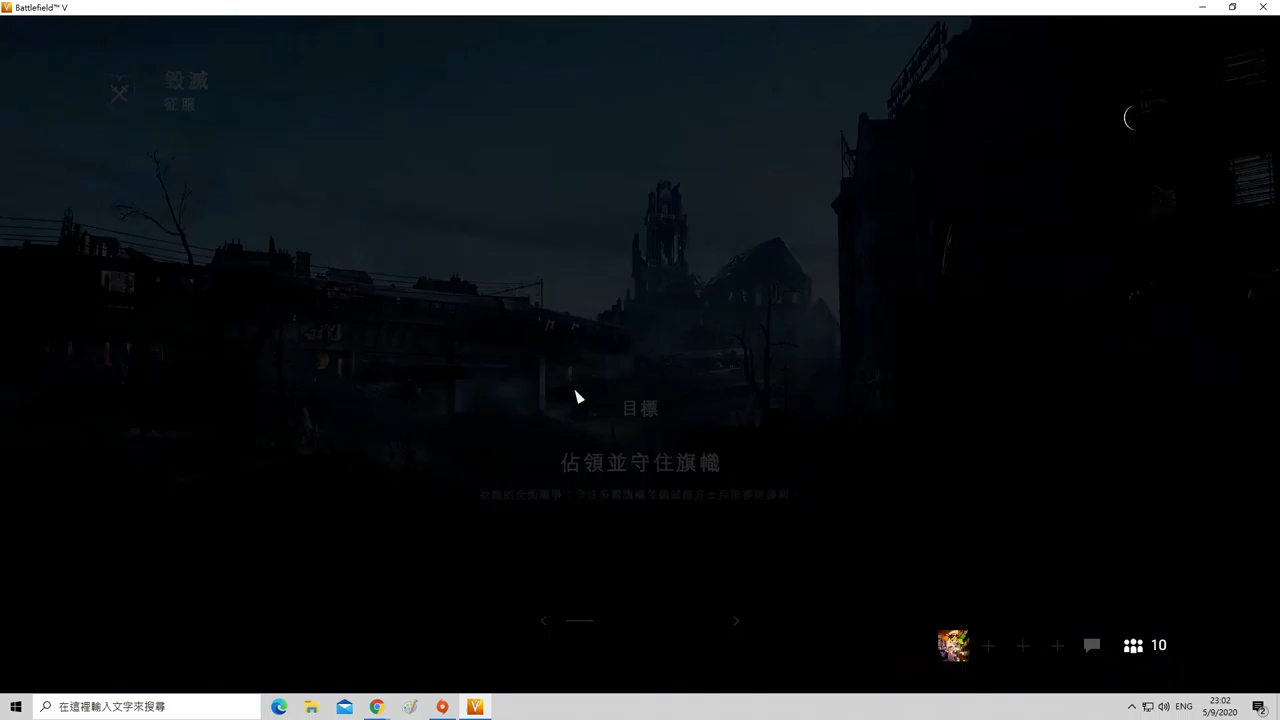 Battlefield™ V
毀滅
征服
目標
佔領並守住旗幟
10
在這裡輸入文字來搜尋
ENG
23:02
5/9/2020
2